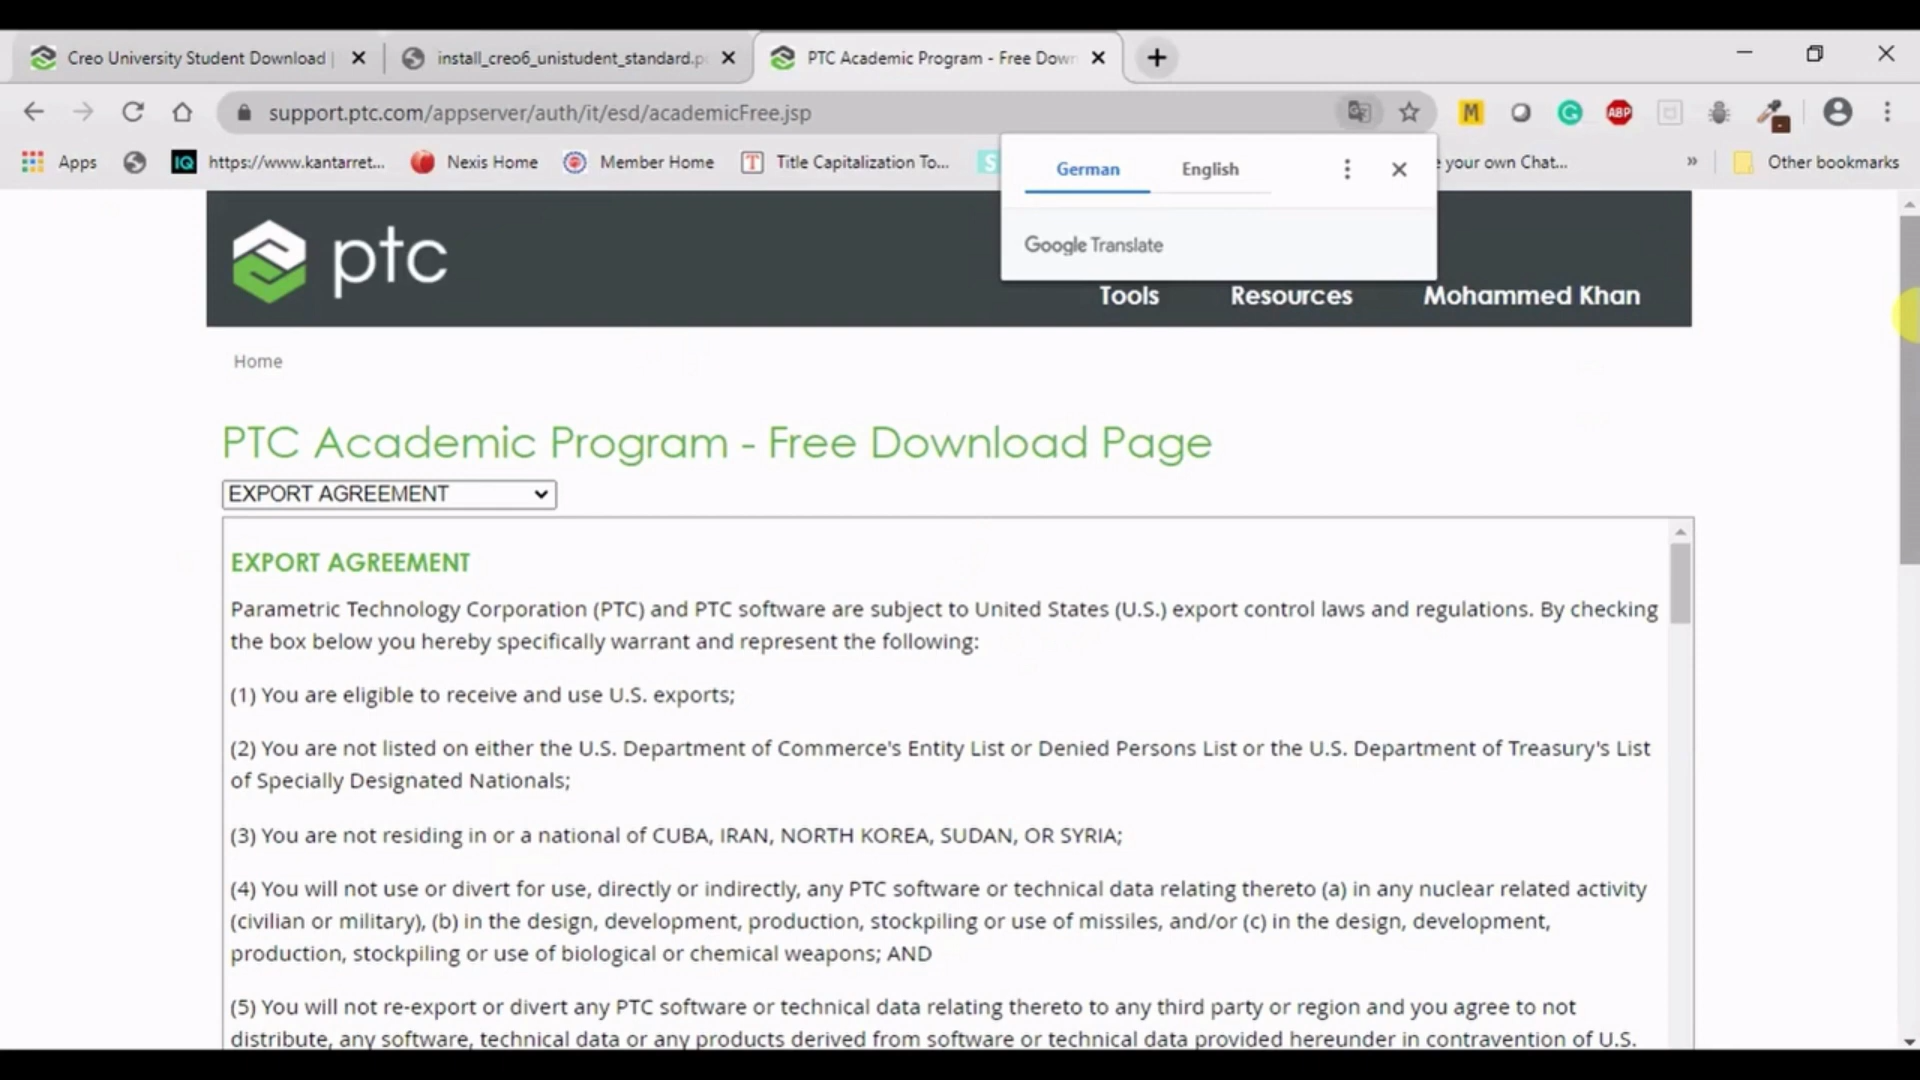 Creo University Student Download |
install_creo6_unistudent_standard.p
PTC Academic Program - Free Down
support.ptc.com/appserver/auth/it/esd/academicFree.jsp
M
ABP
Apps
IQ
https://www.kantarret...
Nexis Home
Member Home
T
Title Capitalization To...
S
e your own Chat...
»
Other bookmarks
German
English
Google Translate
ptc
Tools
Resources
Mohammed Khan
Home
PTC Academic Program - Free Download Page
EXPORT AGREEMENT
EXPORT AGREEMENT
Parametric Technology Corporation (PTC) and PTC software are subject to United States (U.S.) export control laws and regulations. By checking
the box below you hereby specifically warrant and represent the following:
(1) You are eligible to receive and use U.S. exports;
(2) You are not listed on either the U.S. Department of Commerce's Entity List or Denied Persons List or the U.S. Department of Treasury's List
of Specially Designated Nationals;
(3) You are not residing in or a national of CUBA, IRAN, NORTH KOREA, SUDAN, OR SYRIA;
(4) You will not use or divert for use, directly or indirectly, any PTC software or technical data relating thereto (a) in any nuclear related activity
(civilian or military), (b) in the design, development, production, stockpiling or use of missiles, and/or (c) in the design, development,
production, stockpiling or use of biological or chemical weapons; AND
(5) You will not re-export or divert any PTC software or technical data relating thereto to any third party or region and you agree to not
distribute, any software, technical data or any products derived from software or technical data provided hereunder in contravention of U.S.